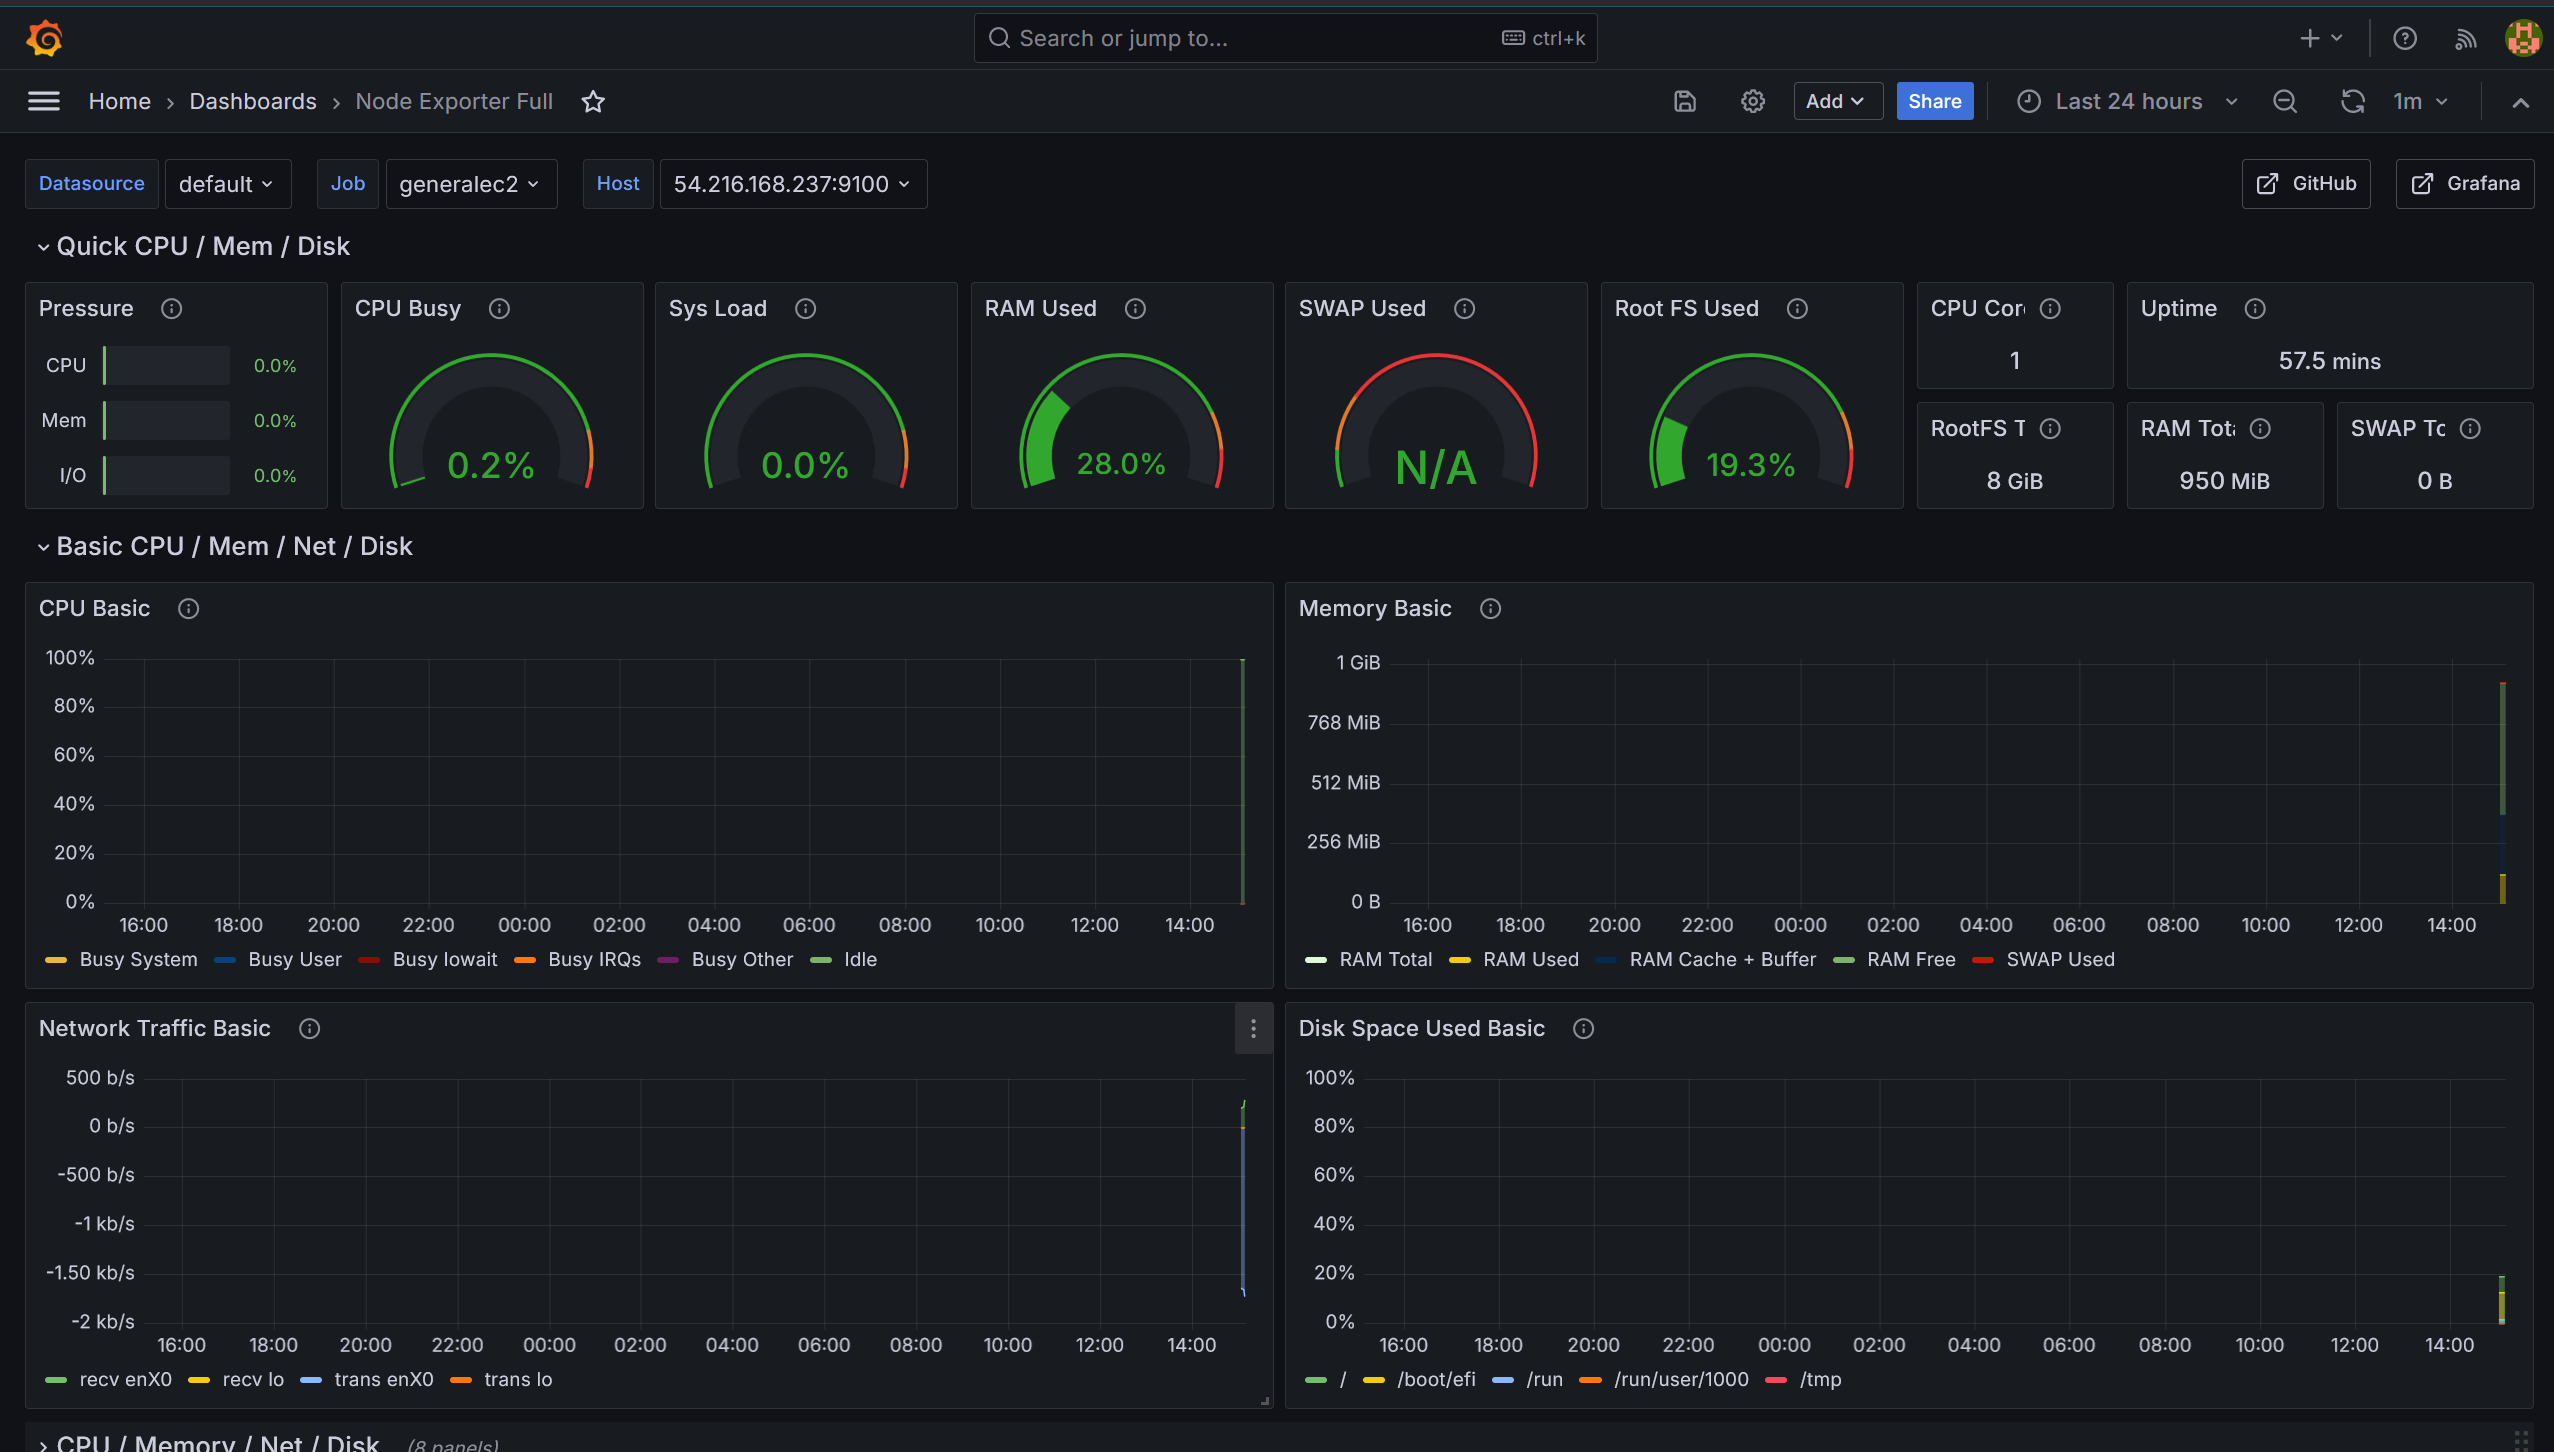 Search or jump to... ctrl+k
Home › Dashboards › Node Exporter Full
Add Share Last 24 hours 1m
Datasource default Job generalec2 Host 54.216.168.237:9100 GitHub Grafana
Quick CPU / Mem / Disk
Pressure
CPU 0.0%
Mem 0.0%
I/O 0.0%
CPU Busy
0.2%
Sys Load
0.0%
RAM Used
28.0%
SWAP Used
N/A
Root FS Used
19.3%
CPU Cor
1
Uptime
57.5 mins
RootFS T
8 GiB
RAM Tota
950 MiB
SWAP To
0 B
Basic CPU / Mem / Net / Disk
CPU Basic
100%
80%
60%
40%
20%
0%
16:00 18:00 20:00 22:00 00:00 02:00 04:00 06:00 08:00 10:00 12:00 14:00
Busy System Busy User Busy Iowait Busy IRQs Busy Other Idle
Memory Basic
1 GiB
768 MiB
512 MiB
256 MiB
0 B
16:00 18:00 20:00 22:00 00:00 02:00 04:00 06:00 08:00 10:00 12:00 14:00
RAM Total RAM Used RAM Cache + Buffer RAM Free SWAP Used
Network Traffic Basic
500 b/s
0 b/s
-500 b/s
-1 kb/s
-1.50 kb/s
-2 kb/s
16:00 18:00 20:00 22:00 00:00 02:00 04:00 06:00 08:00 10:00 12:00 14:00
recv enX0 recv lo trans enX0 trans lo
Disk Space Used Basic
100%
80%
60%
40%
20%
0%
16:00 18:00 20:00 22:00 00:00 02:00 04:00 06:00 08:00 10:00 12:00 14:00
/ /boot/efi /run /run/user/1000 /tmp
CPU / Memory / Net / Disk (8 panels)